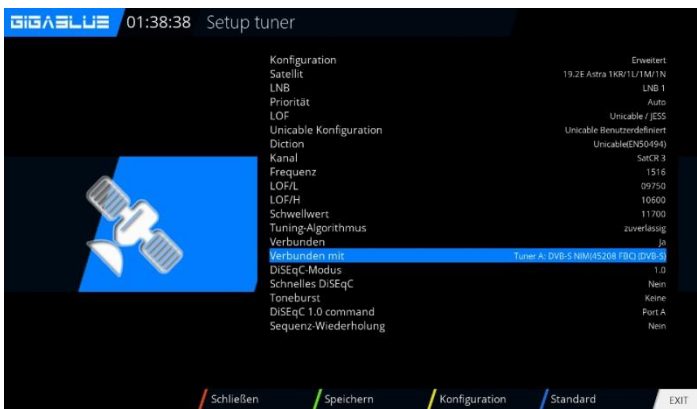 GIGABLUE 01:38:38 Setup tuner
Konfiguration Erweitert
Satellit 19.2E Astra 1KR/1L/1M/1N
LNB LNB 1
Priorität Auto
LOF Unicable / JESS
Unicable Konfiguration Unicable Benutzerdefiniert
Diction Unicable(EN50494)
Kanal SatCR 3
Frequenz 1516
LOF/L 09750
LOF/H 10600
Schwellwert 11700
Tuning-Algorithmus zuverlässig
Verbunden Ja
Verbunden mit Tuner A: DVB-S NIM(45208 FBC) (DVB-S)
DiSEqC-Modus 1.0
Schnelles DiSEqC Nein
Toneburst Keine
DiSEqC 1.0 command Port A
Sequenz-Wiederholung Nein
Schließen Speichern Konfiguration Standard EXIT